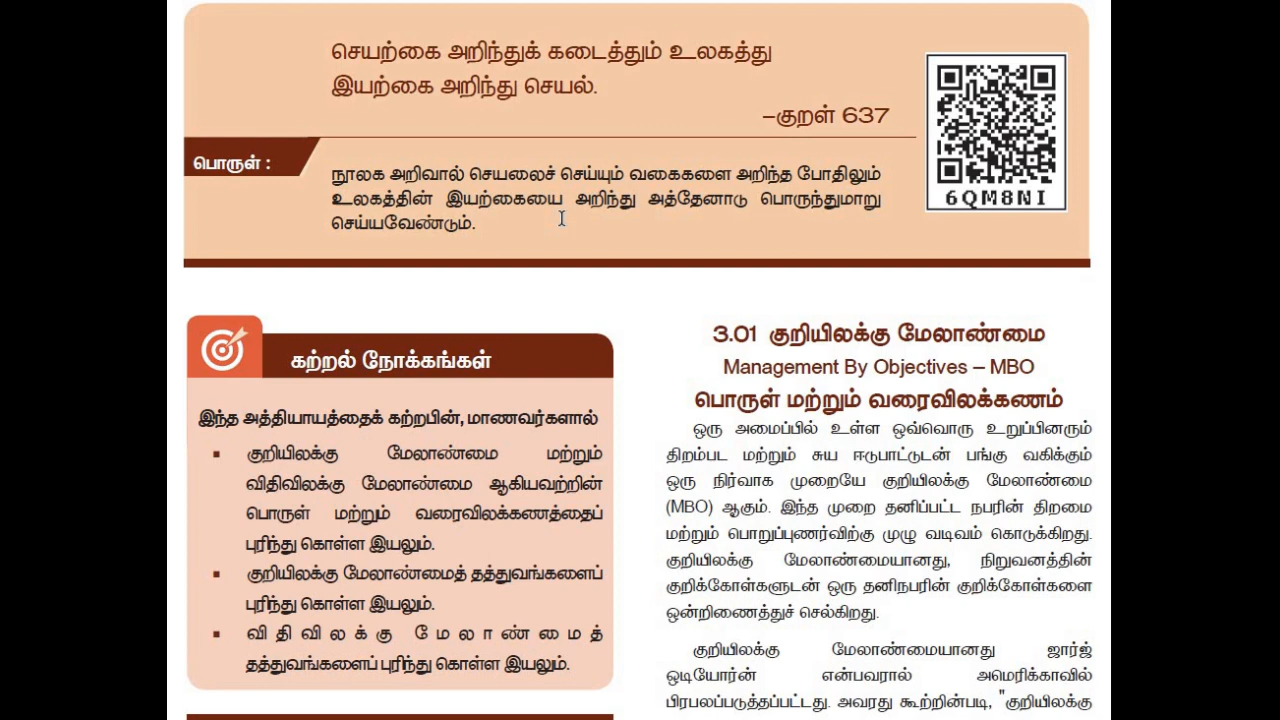 செயற்கை அறிந்துக் கடைத்தும் உலகத்து
இயற்கை அறிந்து செயல்.
–குறள் 637
பொருள் :
நூலக அறிவால் செயலைச் செய்யும் வகைகளை அறிந்த போதிலும்
உலகத்தின் இயற்கையை அறிந்து அத்தேனாடு பொருந்துமாறு
செய்யவேண்டும்.
6QM8NI
கற்றல் நோக்கங்கள்
இந்த அத்தியாயத்தைக் கற்றபின், மாணவர்களால்
▪ குறியிலக்கு மேலாண்மை மற்றும்
விதிவிலக்கு மேலாண்மை ஆகியவற்றின்
பொருள் மற்றும் வரைவிலக்கணத்தைப்
புரிந்து கொள்ள இயலும்.
▪ குறியிலக்கு மேலாண்மைத் தத்துவங்களைப்
புரிந்து கொள்ள இயலும்.
▪ விதிவிலக்கு மேலாண்மைத்
தத்துவங்களைப் புரிந்து கொள்ள இயலும்.
3.01 குறியிலக்கு மேலாண்மை
Management By Objectives – MBO
பொருள் மற்றும் வரைவிலக்கணம்
ஒரு அமைப்பில் உள்ள ஒவ்வொரு உறுப்பினரும்
திறம்பட மற்றும் சுய ஈடுபாட்டுடன் பங்கு வகிக்கும்
ஒரு நிர்வாக முறையே குறியிலக்கு மேலாண்மை
(MBO) ஆகும். இந்த முறை தனிப்பட்ட நபரின் திறமை
மற்றும் பொறுப்புணர்விற்கு முழு வடிவம் கொடுக்கிறது.
குறியிலக்கு மேலாண்மையானது, நிறுவனத்தின்
குறிக்கோள்களுடன் ஒரு தனிநபரின் குறிக்கோள்களை
ஒன்றிணைத்துச் செல்கிறது.
குறியிலக்கு மேலாண்மையானது ஜார்ஜ்
ஒடியோர்ன் என்பவரால் அமெரிக்காவில்
பிரபலப்படுத்தப்பட்டது. அவரது கூற்றின்படி, "குறியிலக்கு